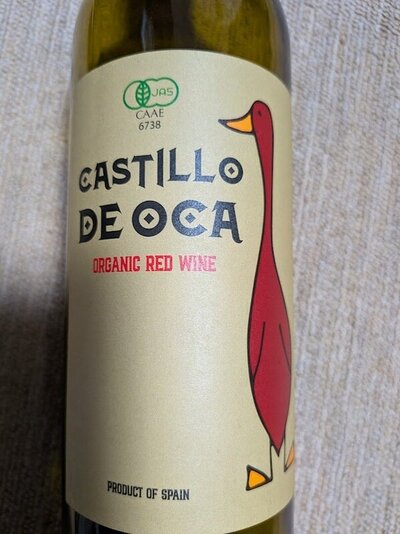 JAS
CAAE
6738
CASTILLO
DE OCA
ORGANIC RED WINE
PRODUCT OF SPAIN